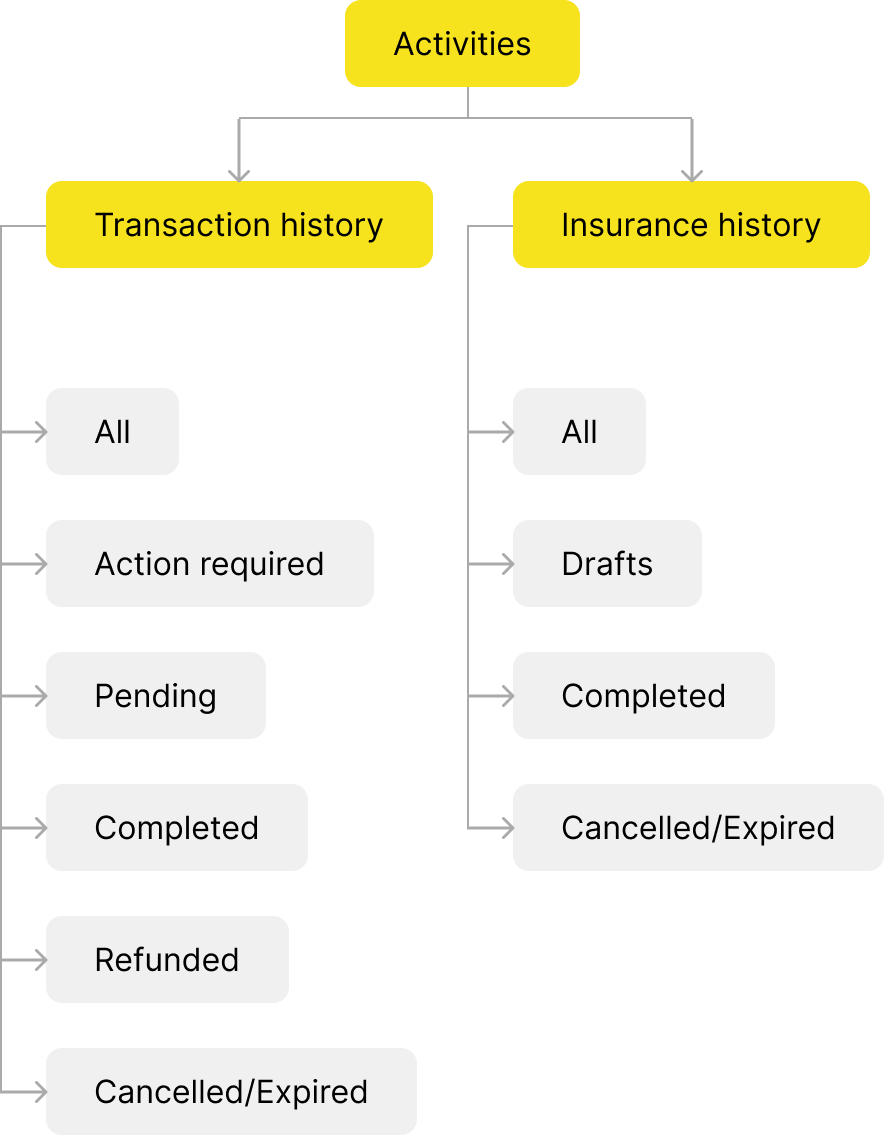 Activities
Transaction history
Insurance history
All
Action required
Pending
Completed
Refunded
Cancelled/Expired
All
Drafts
Completed
Cancelled/Expired